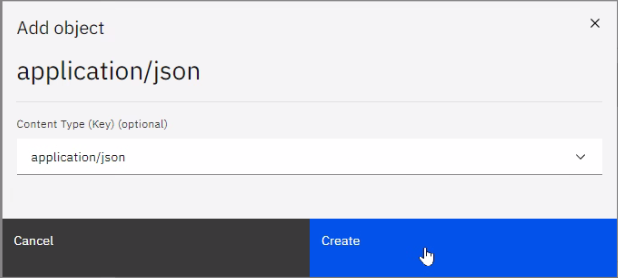 Add object
application/json
Content Type (Key) (optional)
application/json
Cancel
Create